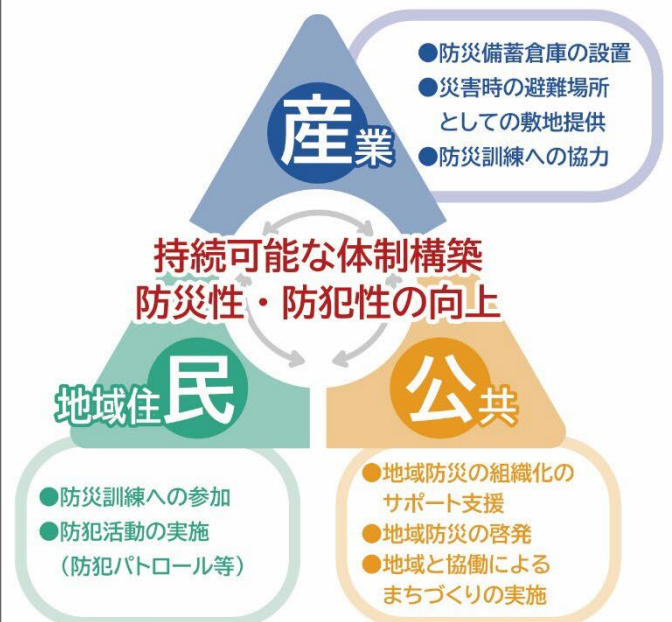 ●防災備蓄倉庫の設置
●災害時の避難場所
としての敷地提供
●防災訓練への協力
産業
持続可能な体制構築
防災性・防犯性の向上
地域住民
公共
●防災訓練への参加
●防犯活動の実施
（防犯パトロール等）
●地域防災の組織化の
サポート支援
●地域防災の啓発
●地域と協働による
まちづくりの実施